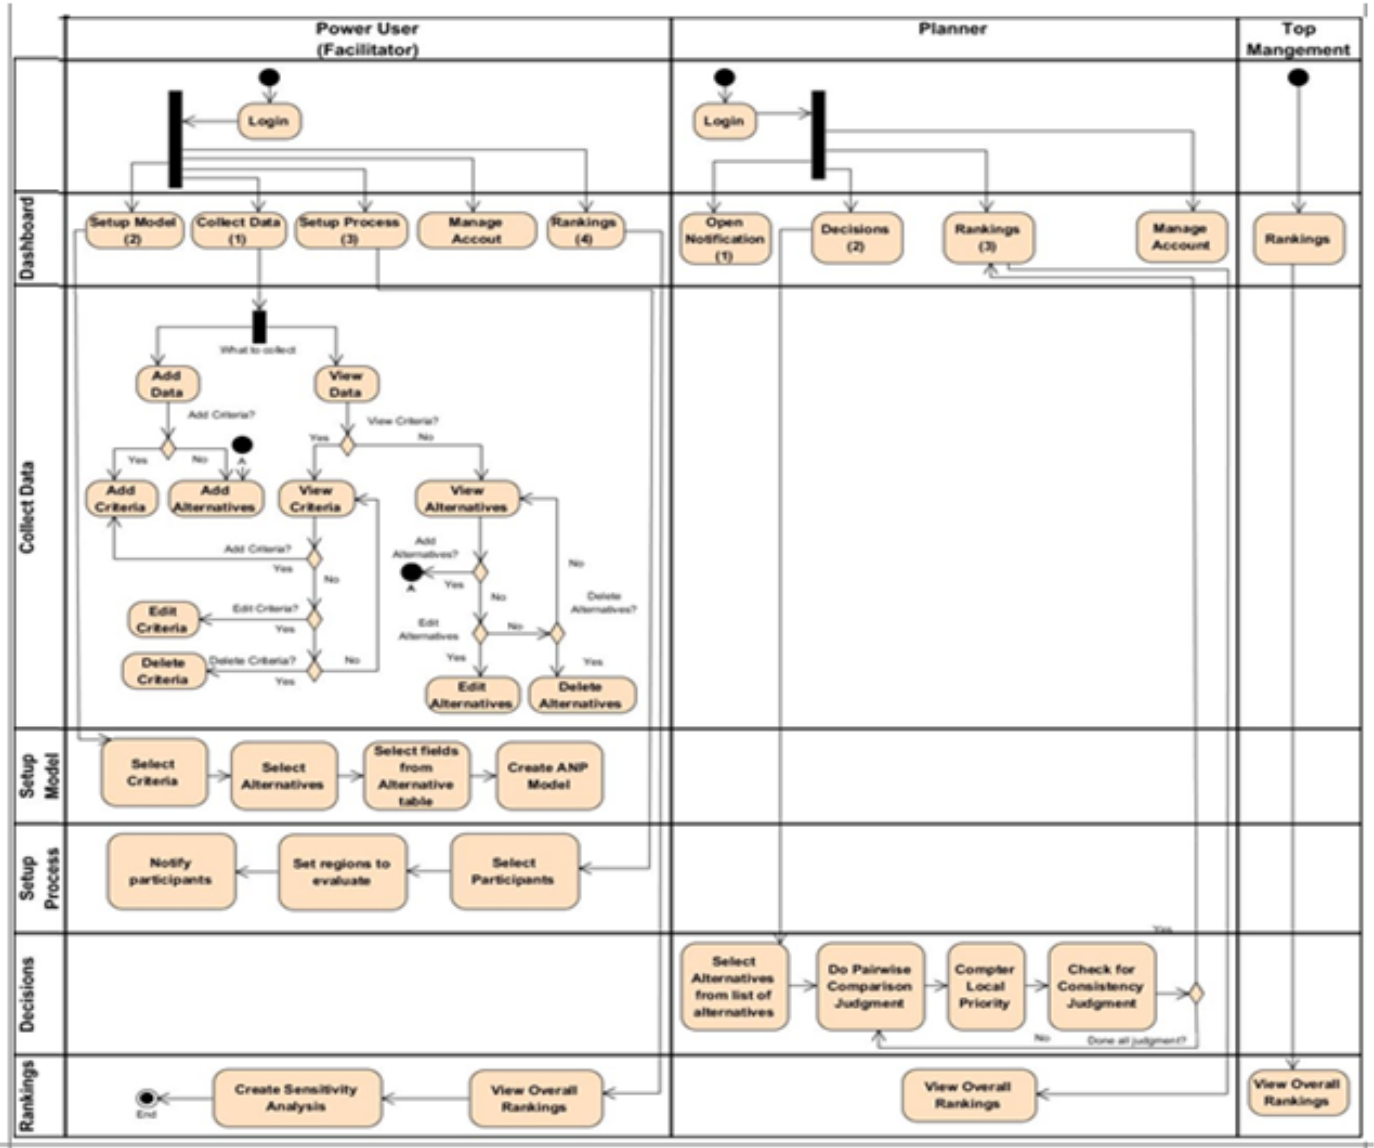 Power User
(Facilitator)
Planner
Top
Mangement
Login
Login
Dashboard
Setup Model
(2)
Collect Data
(1)
Setup Process
(3)
Manage
Accout
Rankings
(4)
Open
Notification
(1)
Decisions
(2)
Rankings
(3)
Manage
Account
Rankings
Collect Data
What to collect
Add
Data
View
Data
Add Criteria?
View Criteria?
Yes
No
A
Yes
No
Add
Criteria
Add
Alternatives
View
Criteria
View
Alternatives
Add Criteria?
Yes
No
Add
Alternatives?
Yes
A
No
No
Delete
Alternatives?
Edit
Criteria
Edit Criteria?
Yes
Edit
Alternatives
No
Yes
Yes
Delete
Criteria
Delete Criteria?
Yes
No
Edit
Alternatives
Delete
Alternatives
Setup
Model
Select
Criteria
Select
Alternatives
Select fields
from
Alternative
table
Create ANP
Model
Setup
Process
Notify
participants
Set regions to
evaluate
Select
Participants
Decisions
Yes
Select
Alternatives
from list of
alternatives
Do Pairwise
Comparison
Judgment
Compter
Local
Priority
Check for
Consistency
Judgment
No
Done all judgment?
Rankings
End
Create Sensitivity
Analysis
View Overall
Rankings
View Overall
Rankings
View Overall
Rankings